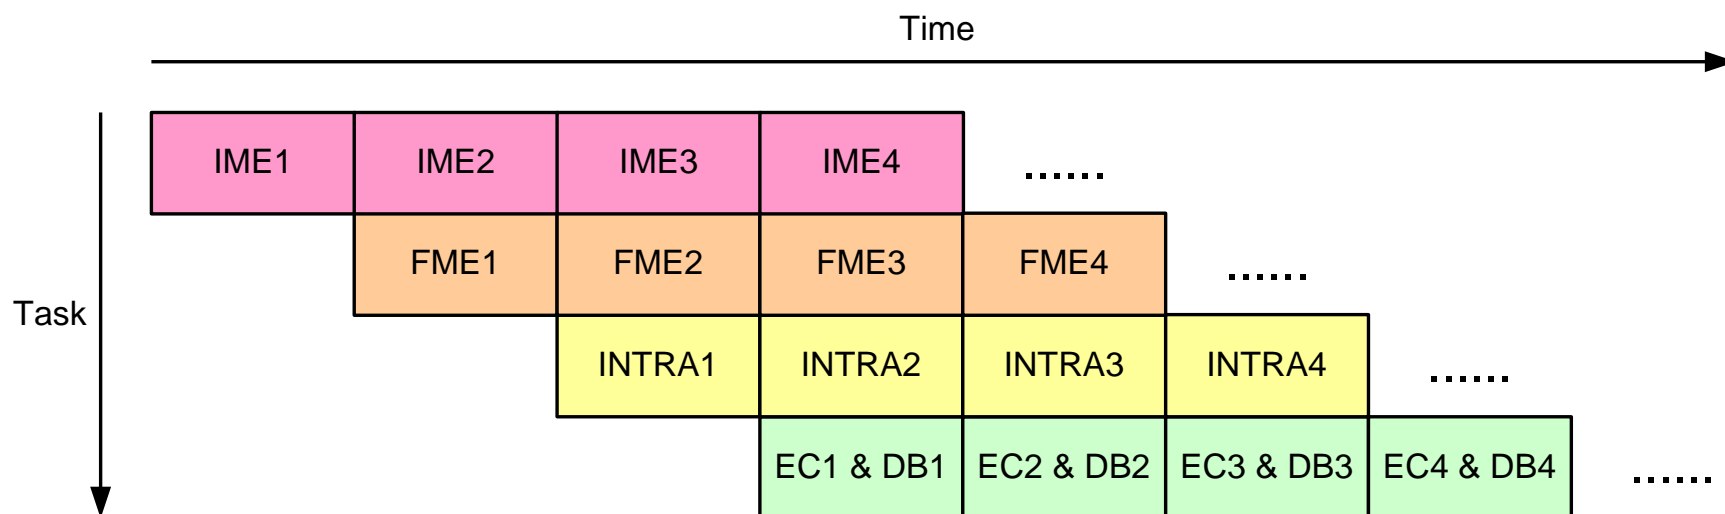 Time
IME1 IME2 IME3 IME4 ......
FME1 FME2 FME3 FME4 ......
Task
INTRA1 INTRA2 INTRA3 INTRA4 ......
EC1 & DB1 EC2 & DB2 EC3 & DB3 EC4 & DB4 ......